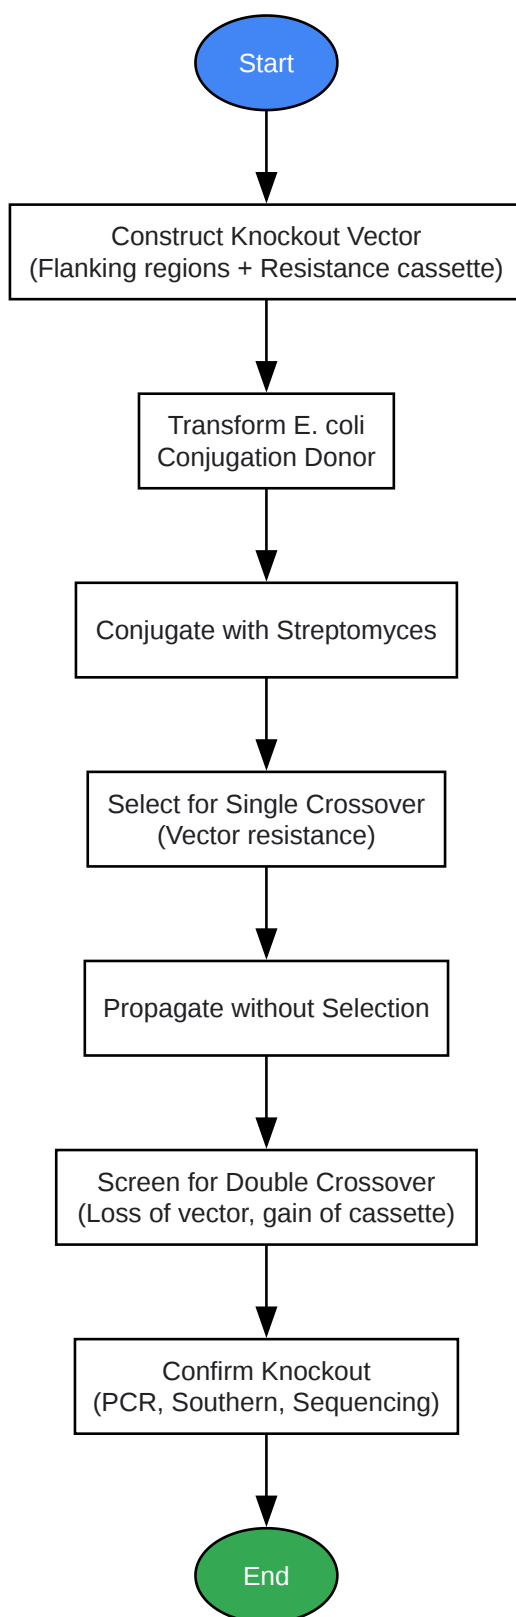 Start
Construct Knockout Vector
(Flanking regions + Resistance cassette)
Transform E. coli
Conjugation Donor
Conjugate with Streptomyces
Select for Single Crossover
(Vector resistance)
Propagate without Selection
Screen for Double Crossover
(Loss of vector, gain of cassette)
Confirm Knockout
(PCR, Southern, Sequencing)
End